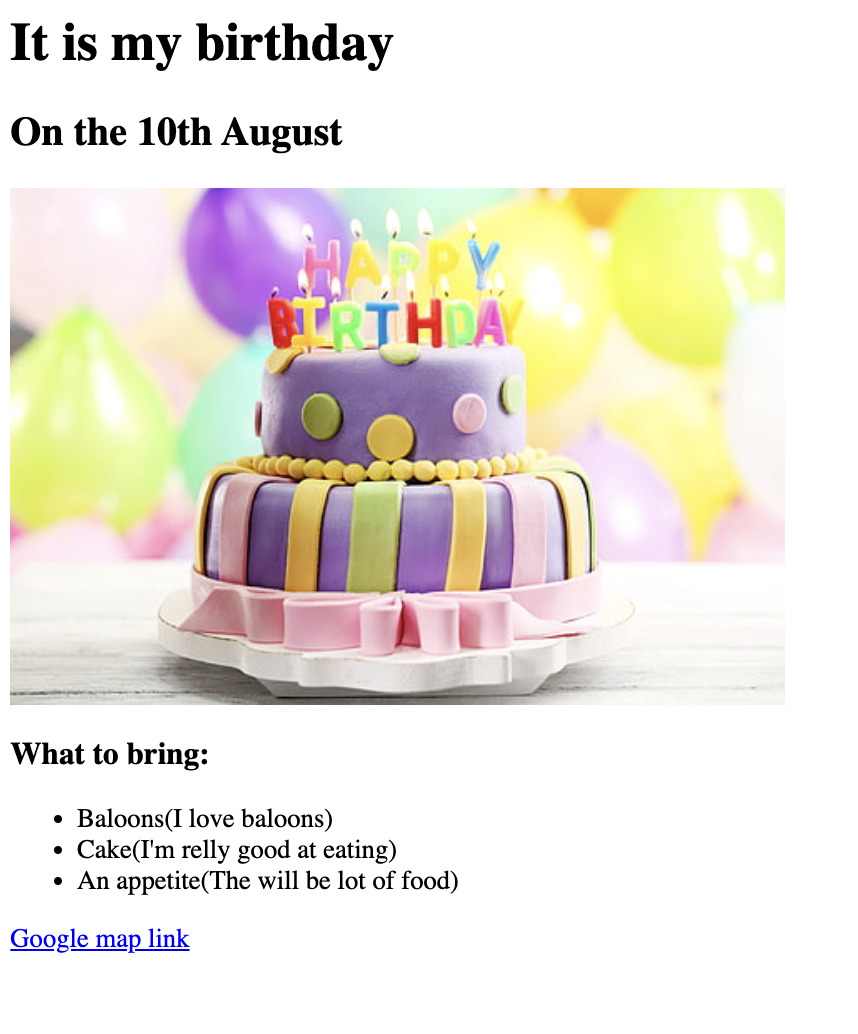 It is my birthday
On the 10th August
HAPPY
BIRTHDAY
What to bring:
Baloons(I love baloons)
Cake(I'm relly good at eating)
An appetite(The will be lot of food)
Google map link